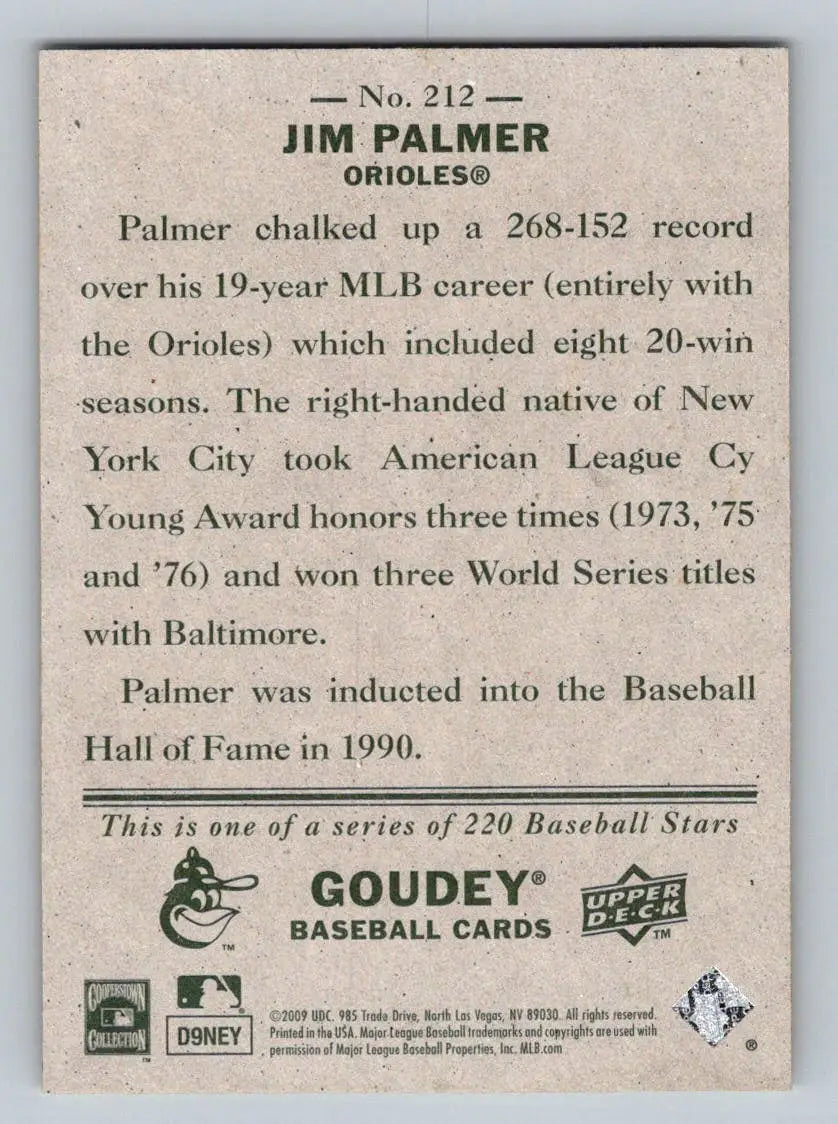 — No. 212 —
JIM PALMER
ORIOLES®
Palmer chalked up a 268-152 record
over his 19-year MLB career (entirely with
the Orioles) which included eight 20-win
seasons. The right-handed native of New
York City took American League Cy
Young Award honors three times (1973, ’75
and ’76) and won three World Series titles
with Baltimore.
Palmer was inducted into the Baseball
Hall of Fame in 1990.
This is one of a series of 220 Baseball Stars
TM
GOUDEY®
BASEBALL CARDS
UPPER
D·E·C·K
TM
COOPERSTOWN
COLLECTION
TM
D9NEY
©2009 UDC. 985 Trade Drive, North Las Vegas, NV 89030. All rights reserved.
Printed in the USA. Major League Baseball trademarks and copyrights are used with
permission of Major League Baseball Properties, Inc. MLB.com
®